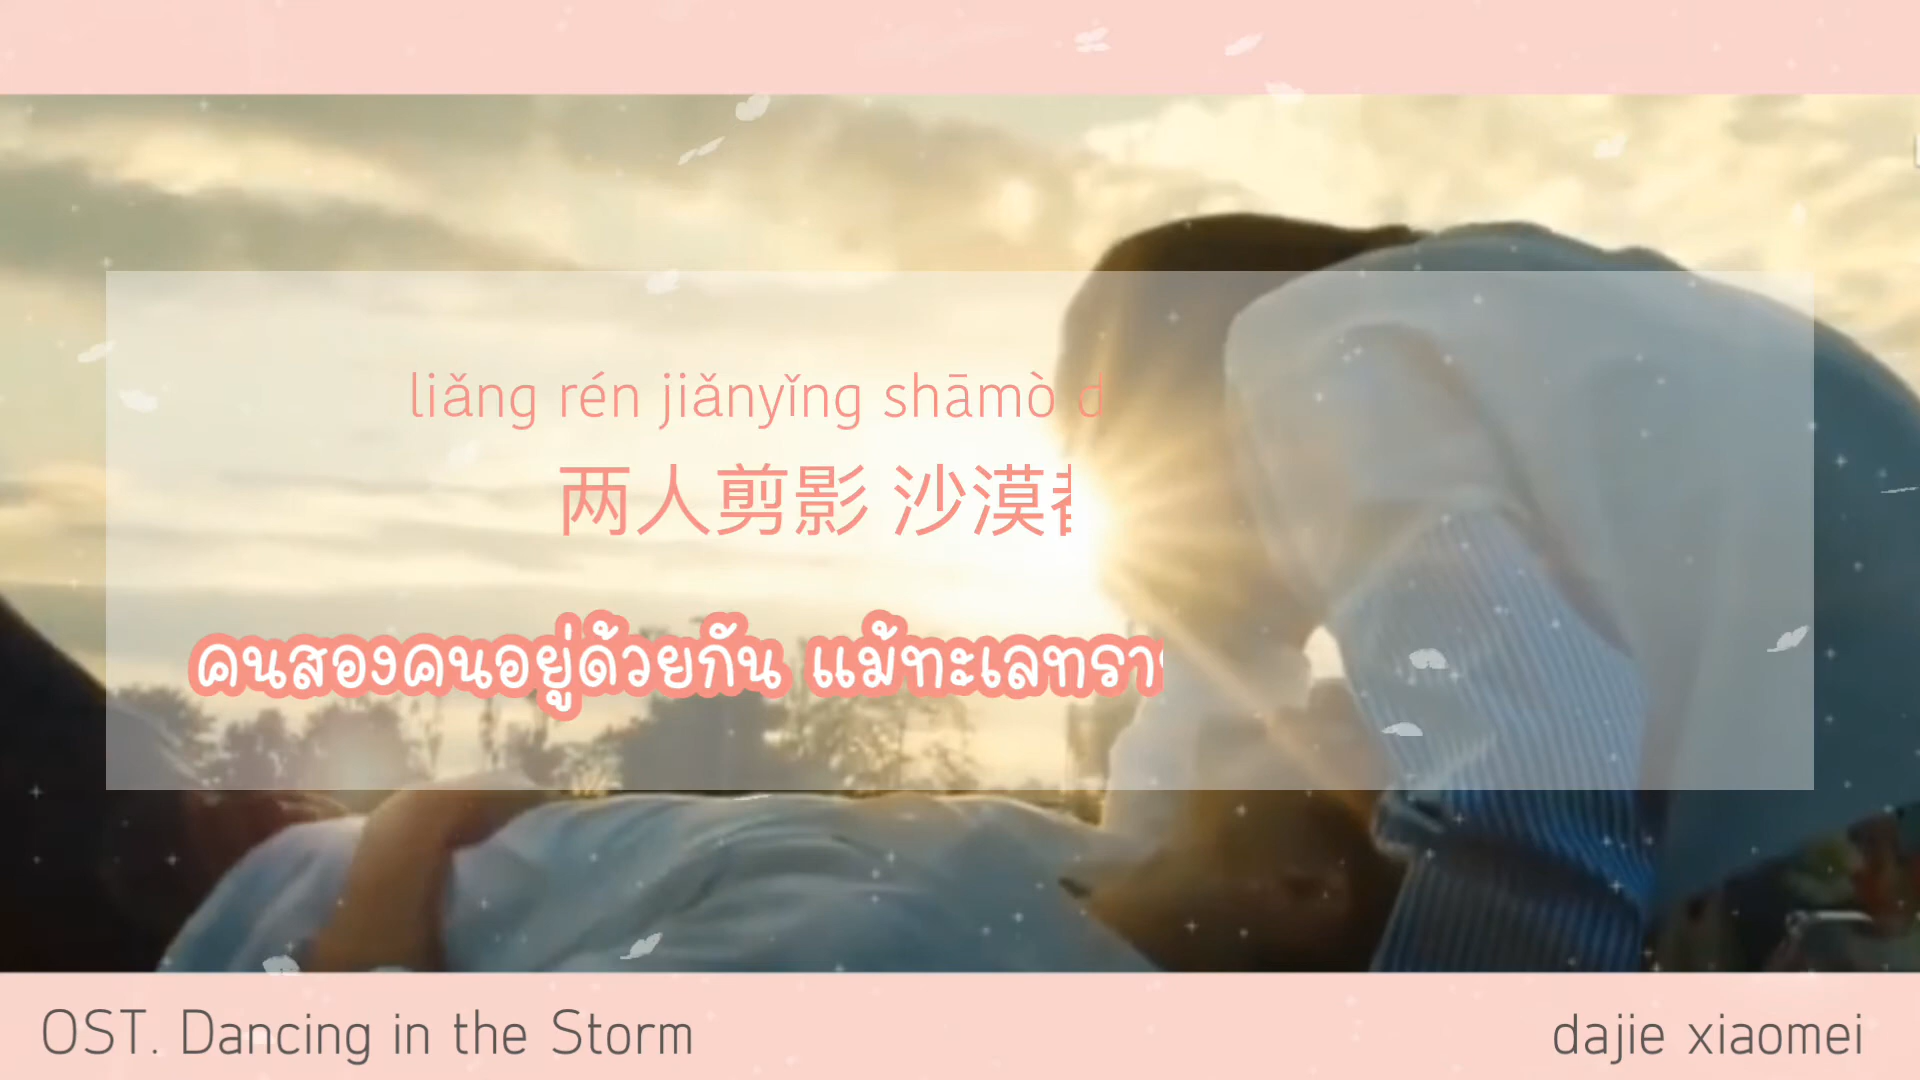 liǎng rén jiǎnyǐng shāmò d
两人剪影 沙漠
คนสองคนอยู่ด้วยกัน แม้ทะเลทรา
OST. Dancing in the Storm
dajie xiaomei